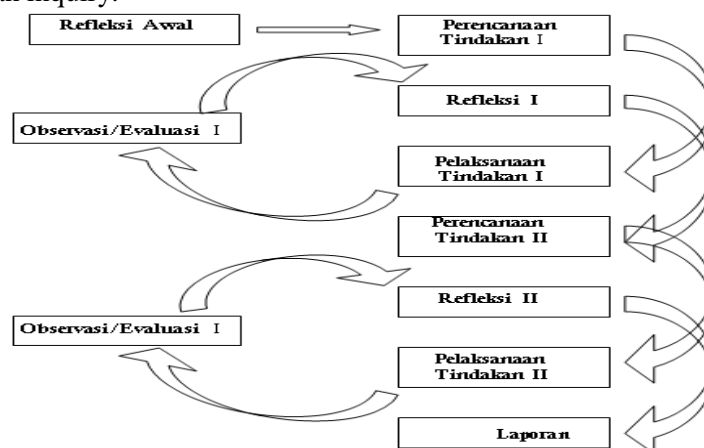 inquiry.
Refleksi Awal
Perencanaan
Tindakan I
Refleksi I
Observasi/Evaluasi I
Pelaksanaan
Tindakan I
Perencanaan
Tindakan II
Refleksi II
Observasi/Evaluasi I
Pelaksanaan
Tindakan II
Laporan